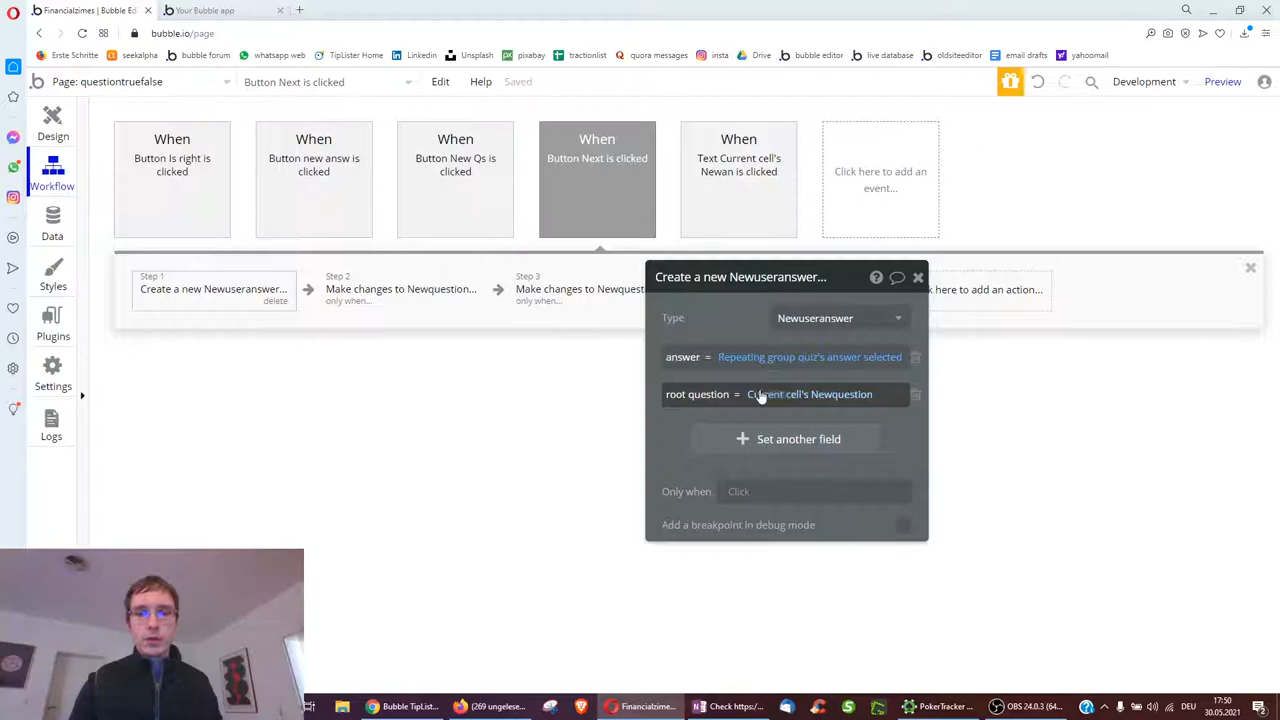 Financialzimes | Bubble Ed
Your Bubble app
bubble.io/page
Erste Schritte
seekalpha
bubble forum
whatsapp web
TipLister Home
Linkedin
Unsplash
pixabay
tractionlist
quora messages
insta
Drive
bubble editor
live database
oldsiteeditor
email drafts
yahoomail
Page: questiontruefalse
Button Next is clicked
Edit
Help
Saved
Development
Preview
Design
Workflow
Data
Styles
Plugins
Settings
Logs
When
Button Is right is
clicked
When
Button new answ is
clicked
When
Button New Qs is
clicked
When
Button Next is clicked
When
Text Current cell's
Newan is clicked
Click here to add an
event...
Step 1
Create a new Newuseranswer...
delete
Step 2
Make changes to Newquestion...
only when...
Step 3
Make changes to Newquest
only when...
k here to add an action...
Create a new Newuseranswer...
Type
Newuseranswer
answer = Repeating group quiz's answer selected
root question = Current cell's Newquestion
Set another field
Only when
Click
Add a breakpoint in debug mode
Bubble TipList...
(269 ungelese...
Financialzime...
Check https://...
PokerTracker ...
OBS 24.0.3 (64...
DEU
17:50
30.05.2021